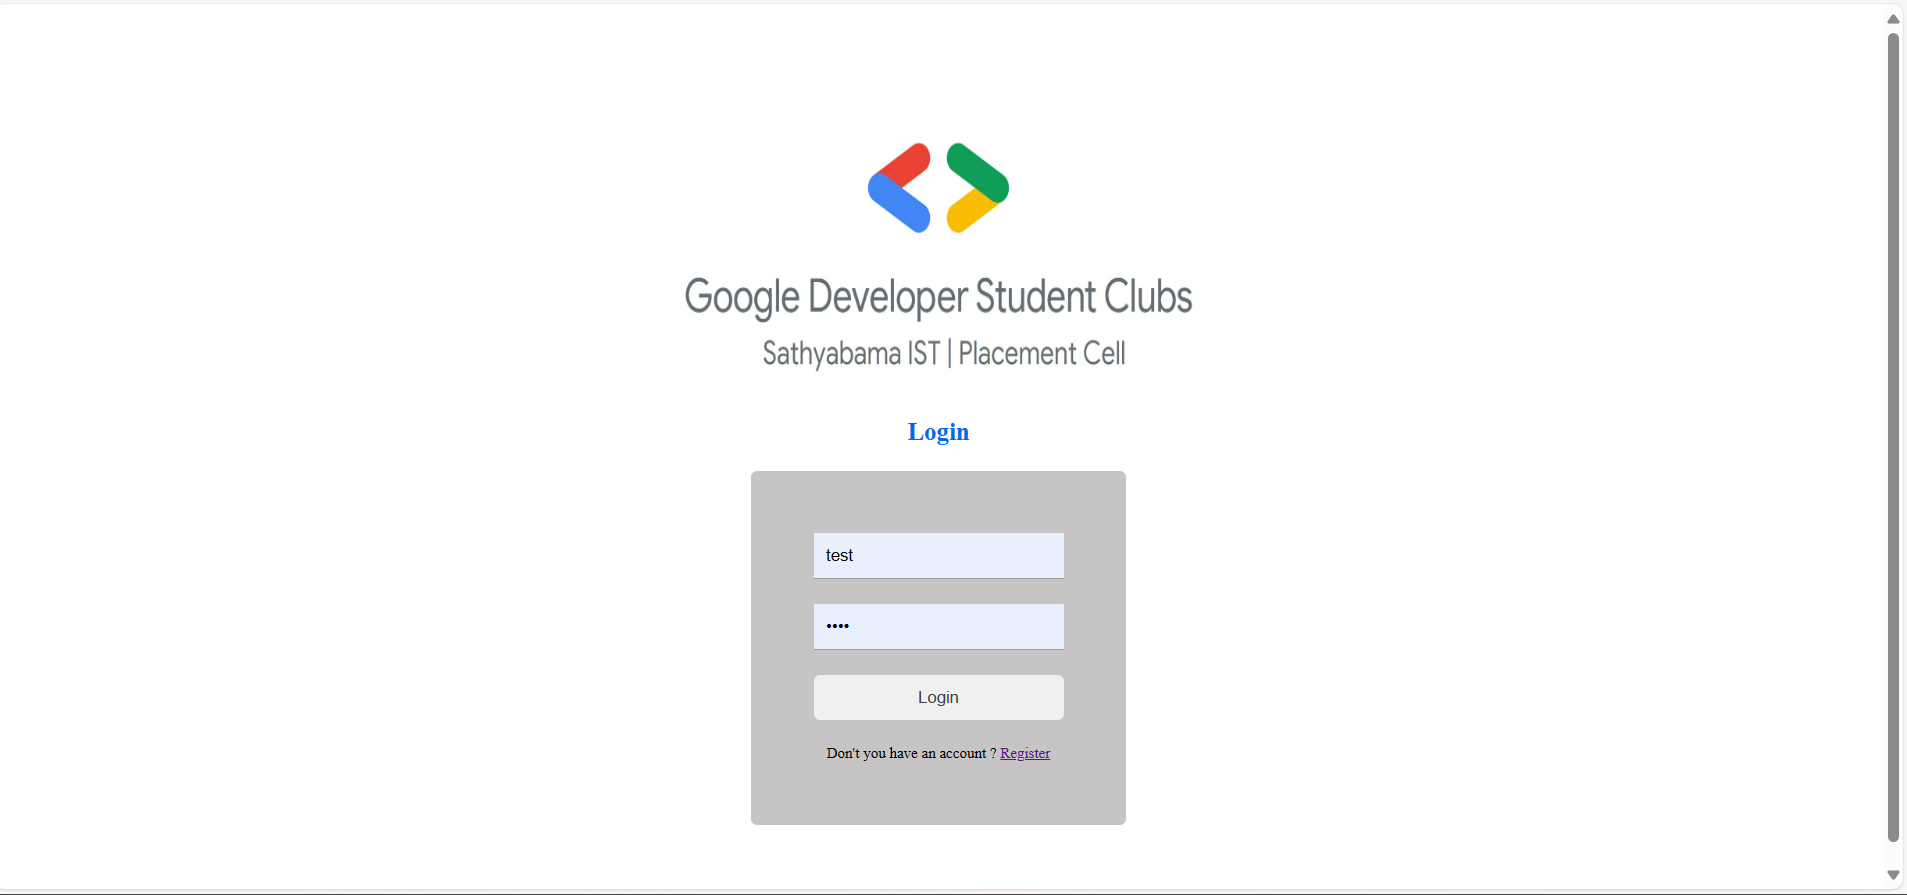 Google Developer Student Clubs
Sathyabama IST | Placement Cell
Login
test
••••
Login
Don't you have an account ? Register